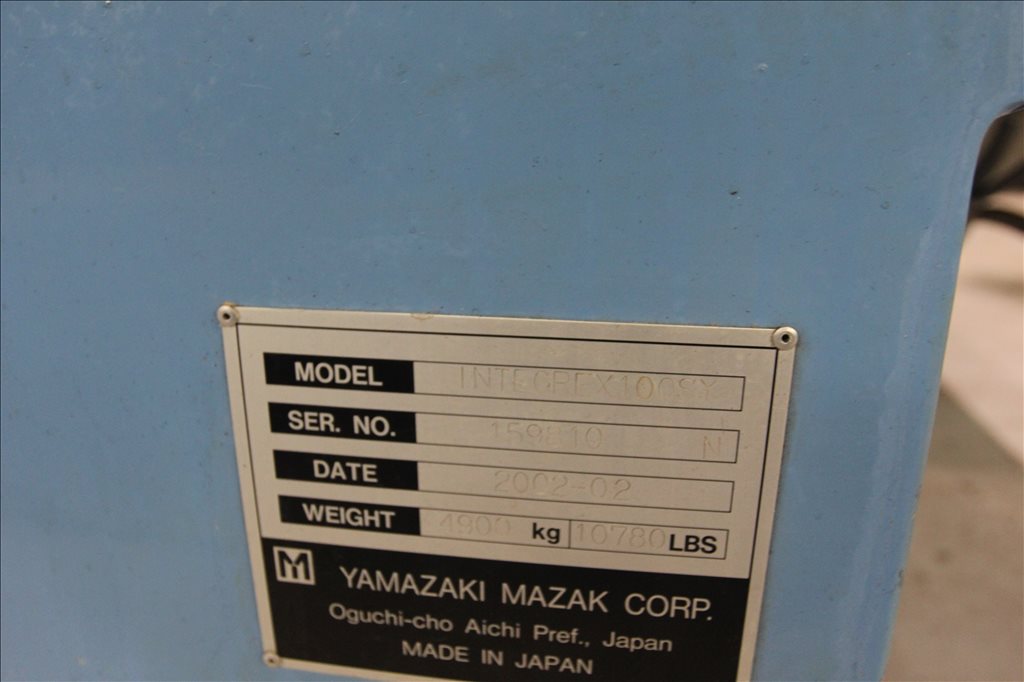 MODEL INTEGREX100SY
SER. NO. 159810 N
DATE 2002-02
WEIGHT 4900 kg 10780 LBS
M YAMAZAKI MAZAK CORP.
Oguchi-cho Aichi Pref., Japan
MADE IN JAPAN